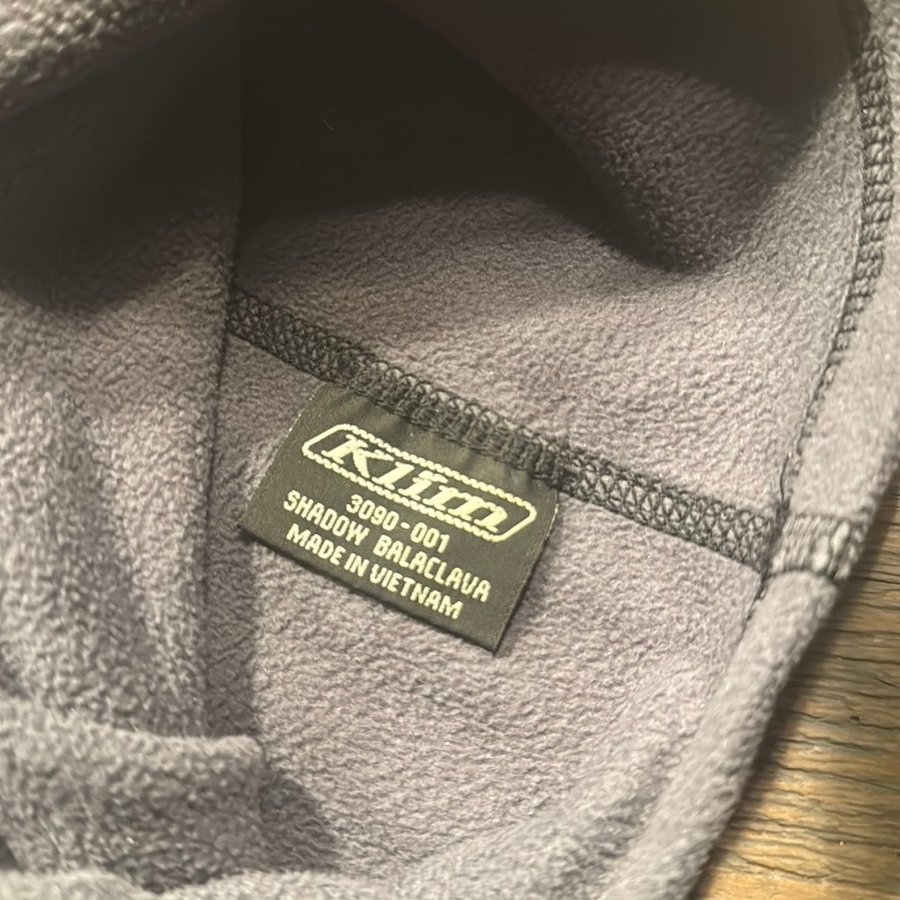 Klim
3090-001
SHADOW BALACLAVA
MADE IN VIETNAM